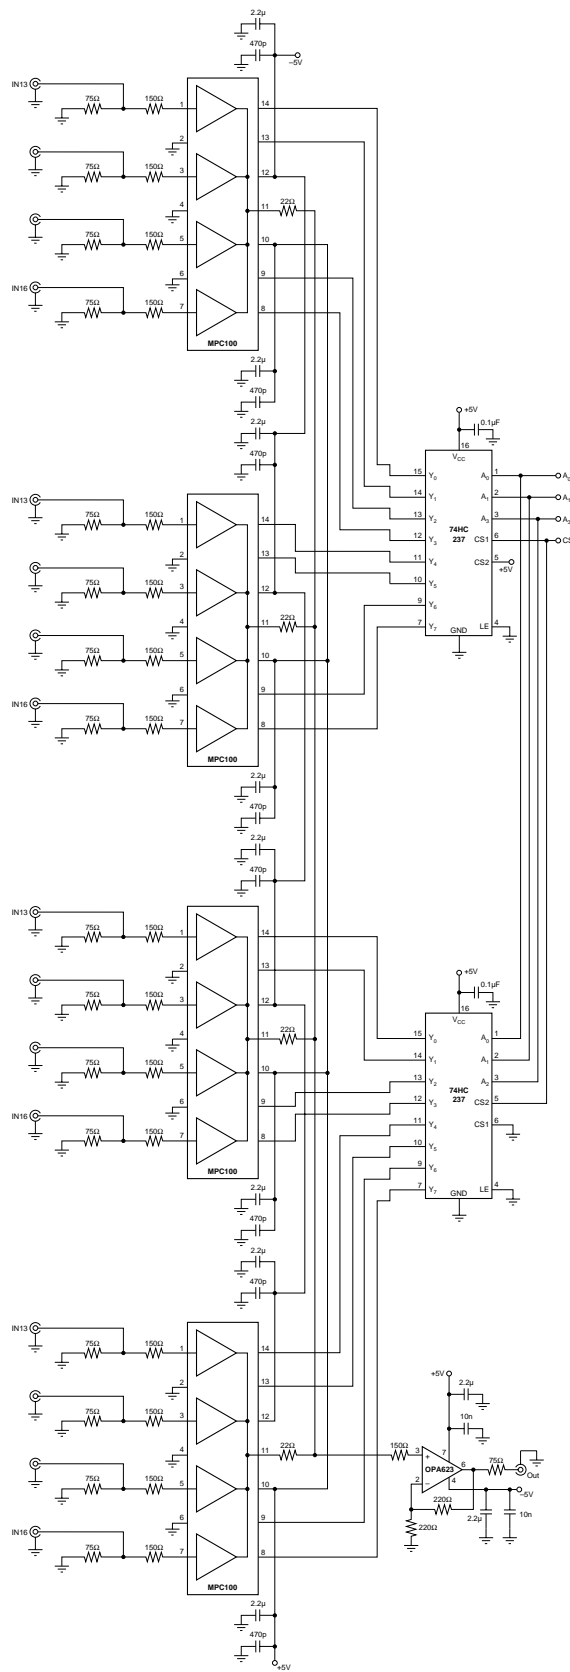 2.2µ
470p
–5V
IN13
75Ω 150Ω 1 14
2 13
75Ω 150Ω 3 12
4 11 22Ω
75Ω 150Ω 5 10
6 9
IN16
75Ω 150Ω 7 8
MPC100
2.2µ
470p
2.2µ
470p
+5V
0.1µF
16
VCC
15 Y0 A0 1 A
14 Y1 A1 2 A
13 Y2 A3 3 A
12 Y3 CS1 6 CS
74HC
237
11 Y4 CS2 5
+5V
10 Y5
9 Y6
7 Y7 LE 4
GND
IN13
75Ω 150Ω 1 14
2 13
75Ω 150Ω 3 12
4 11 22Ω
75Ω 150Ω 5 10
6 9
IN16
75Ω 150Ω 7 8
MPC100
2.2µ
470p
2.2µ
470p
IN13
75Ω 150Ω 1 14
2 13
75Ω 150Ω 3 12
4 11 22Ω
75Ω 150Ω 5 10
6 9
IN16
75Ω 150Ω 7 8
MPC100
+5V
0.1µF
16
VCC
15 Y0 A0 1
14 Y1 A1 2
13 Y2 A2 3
12 Y3 CS2 5
74HC
237
11 Y4 CS1 6
10 Y5
9 Y6
7 Y7 LE 4
GND
2.2µ
470p
2.2µ
470p
IN13
75Ω 150Ω 1 14
2 13
75Ω 150Ω 3 12
4 11 22Ω
75Ω 150Ω 5 10
6 9
IN16
75Ω 150Ω 7 8
MPC100
2.2µ
470p
+5V
+5V
2.2µ
10n
150Ω 3 + 7 6 75Ω
OPA623
Out
2 – 4
–5V
220Ω
220Ω
2.2µ 10n